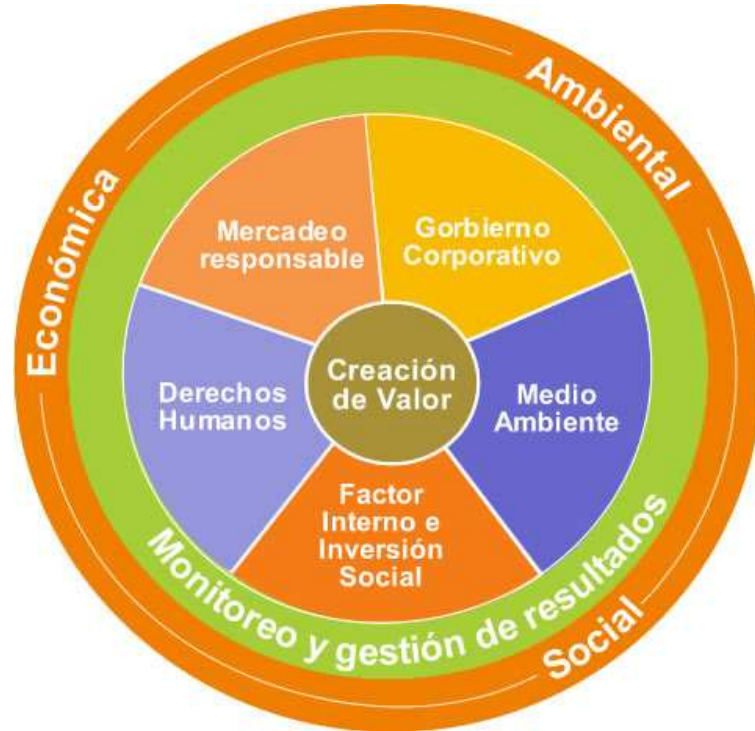 Económica
Ambiental
Social
Monitoreo y gestión de resultados
Mercadeo
responsable
Gorbierno
Corporativo
Derechos
Humanos
Creación
de Valor
Medio
Ambiente
Factor
Interno e
Inversión
Social